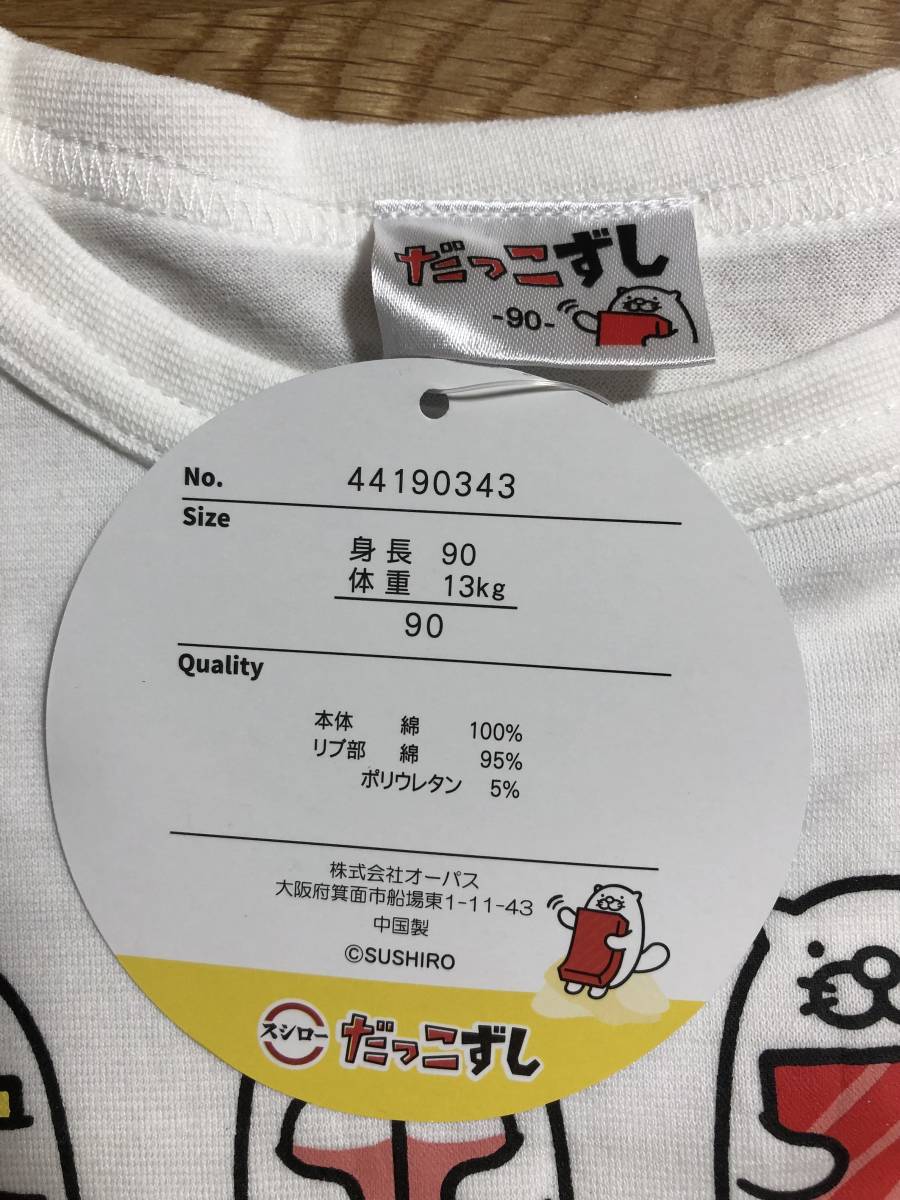 だっこずし
-90-
No. 44190343
Size
身長 90
体重 13kg
90
Quality
本体 綿 100%
リブ部 綿 95%
ポリウレタン 5%
株式会社オーパス
大阪府箕面市船場東1-11-43
中国製
©SUSHIRO
スシロー だっこずし